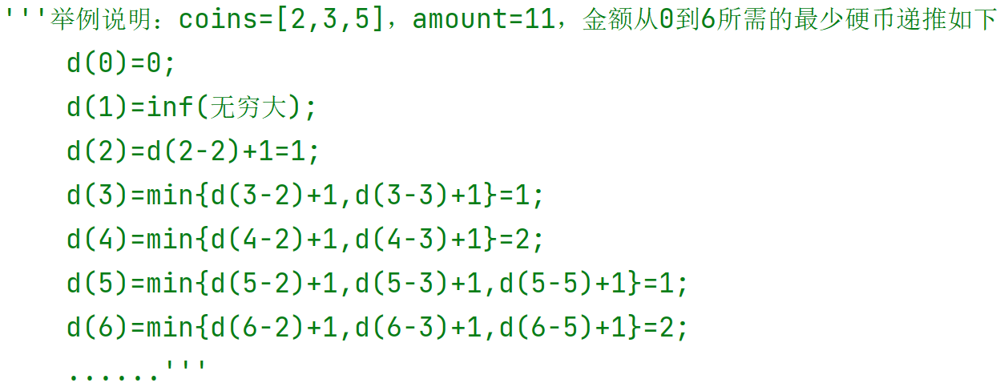 '''举例说明：coins=[2,3,5]，amount=11，金额从0到6所需的最少硬币递推如下
d(0)=0;
d(1)=inf(无穷大);
d(2)=d(2-2)+1=1;
d(3)=min{d(3-2)+1,d(3-3)+1}=1;
d(4)=min{d(4-2)+1,d(4-3)+1}=2;
d(5)=min{d(5-2)+1,d(5-3)+1,d(5-5)+1}=1;
d(6)=min{d(6-2)+1,d(6-3)+1,d(6-5)+1}=2;
......'''